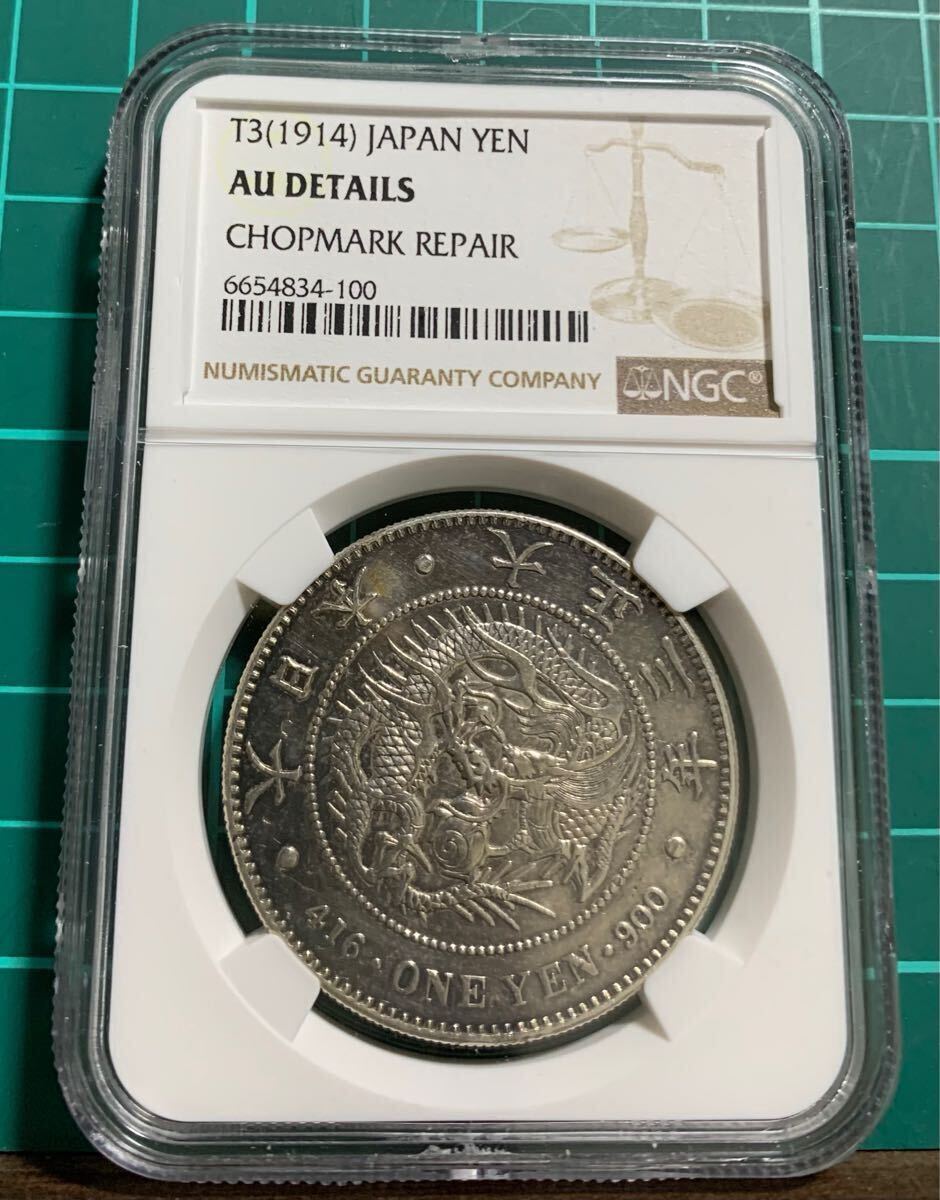 T3(1914) JAPAN YEN
AU DETAILS
CHOPMARK REPAIR
6654834-100
NUMISMATIC GUARANTY COMPANY
NGC®
大日本・大正三年
416・ONE YEN・900